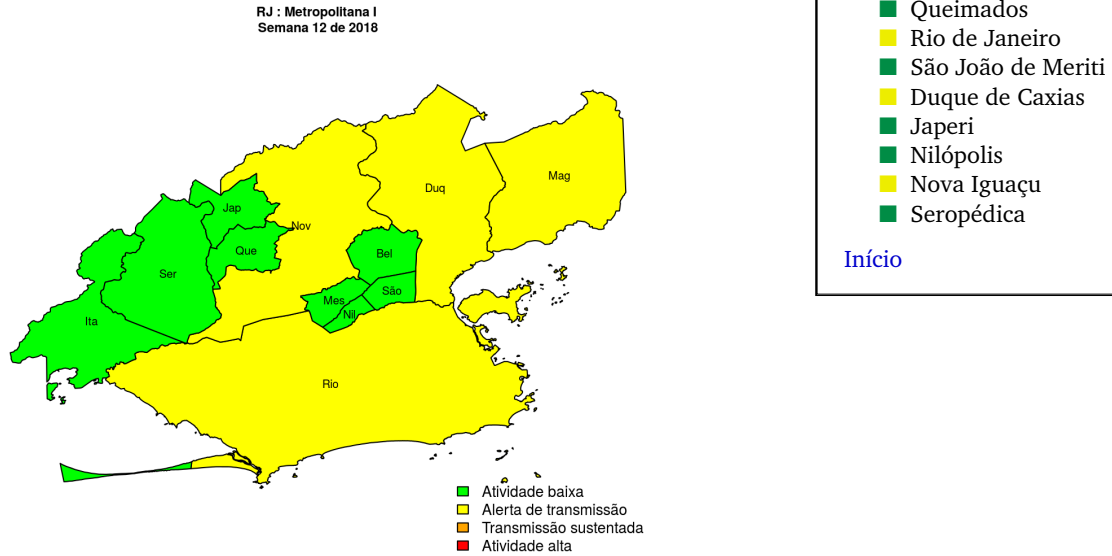 RJ : Metropolitana I
Semana 12 de 2018
Mag
Duq
Jap
Nov
Que
Bel
Ser
São
Mes
Nil
Ita
Rio
Atividade baixa
Alerta de transmissão
Transmissão sustentada
Atividade alta
Queimados
Rio de Janeiro
São João de Meriti
Duque de Caxias
Japeri
Nilópolis
Nova Iguaçu
Seropédica
Início